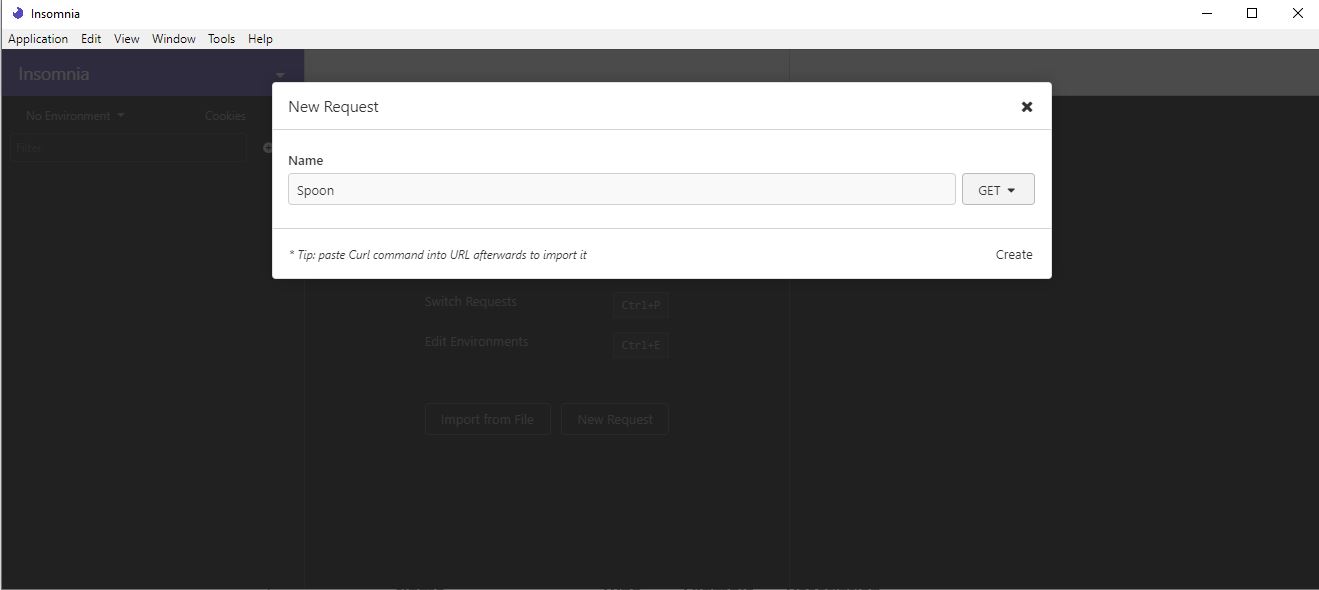 Insomnia
Application Edit View Window Tools Help
Insomnia
No Environment Cookies
Filter
New Request
Name
Spoon GET
* Tip: paste Curl command into URL afterwards to import it Create
Switch Requests Ctrl+P
Edit Environments Ctrl+E
Import from File New Request